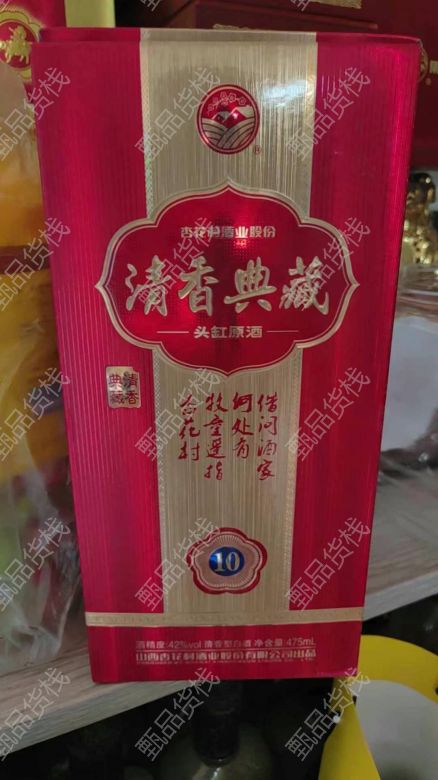 ®
杏花村酒业股份
清香典藏
头缸原酒
清香
典藏
借问酒家
何处有
牧童遥指
杏花村
10
酒精度:42%vol 清香型白酒 净含量:475mL
山西杏花村酒业股份有限公司出品
甄品货栈